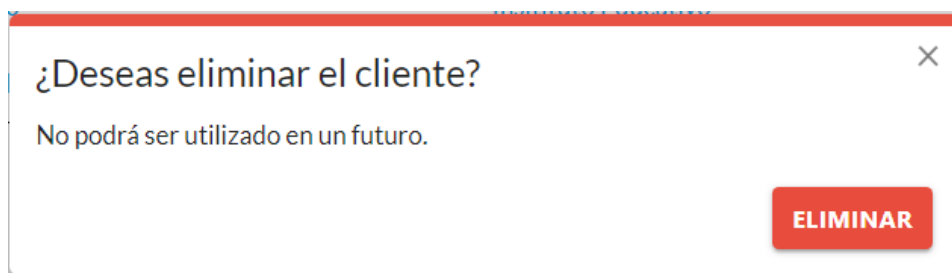 ¿Deseas eliminar el cliente?
No podrá ser utilizado en un futuro.
ELIMINAR